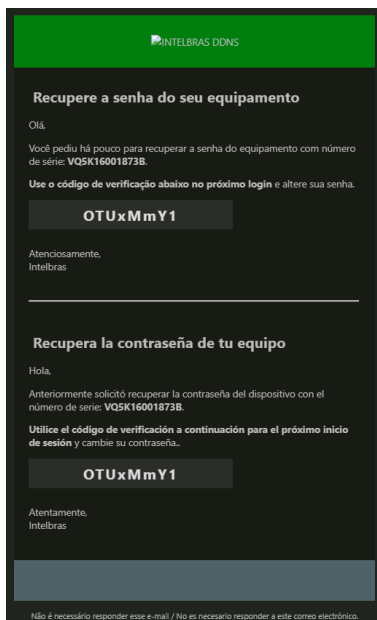 INTELBRAS DDNS
Recupere a senha do seu equipamento
Olá,
Você pediu há pouco para recuperar a senha do equipamento com número
de série: VQ5K16001873B.
Use o código de verificação abaixo no próximo login e altere sua senha.
OTUxMmY1
Atenciosamente,
Intelbras
Recupera la contraseña de tu equipo
Hola,
Anteriormente solicitó recuperar la contraseña del dispositivo con el
número de serie: VQ5K16001873B.
Utilice el código de verificación a continuación para el próximo inicio
de sesión y cambie su contraseña..
OTUxMmY1
Atentamente,
Intelbras
Não é necessário responder esse e-mail / No es necesario responder a este correo electrónico.